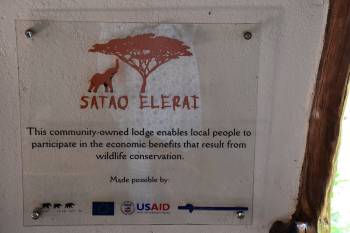 SATAO ELERAI
This community-owned lodge enables local people to
participate in the economic benefits that result from
wildlife conservation.
Made possible by:
USAID